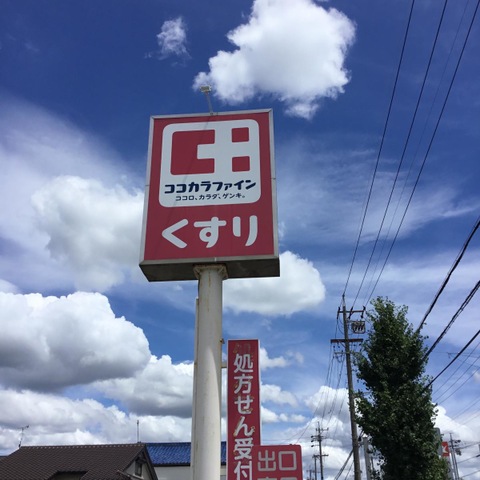 ココカラファイン
ココロ、カラダ、ゲンキ。
くすり
処方せん受付
出口